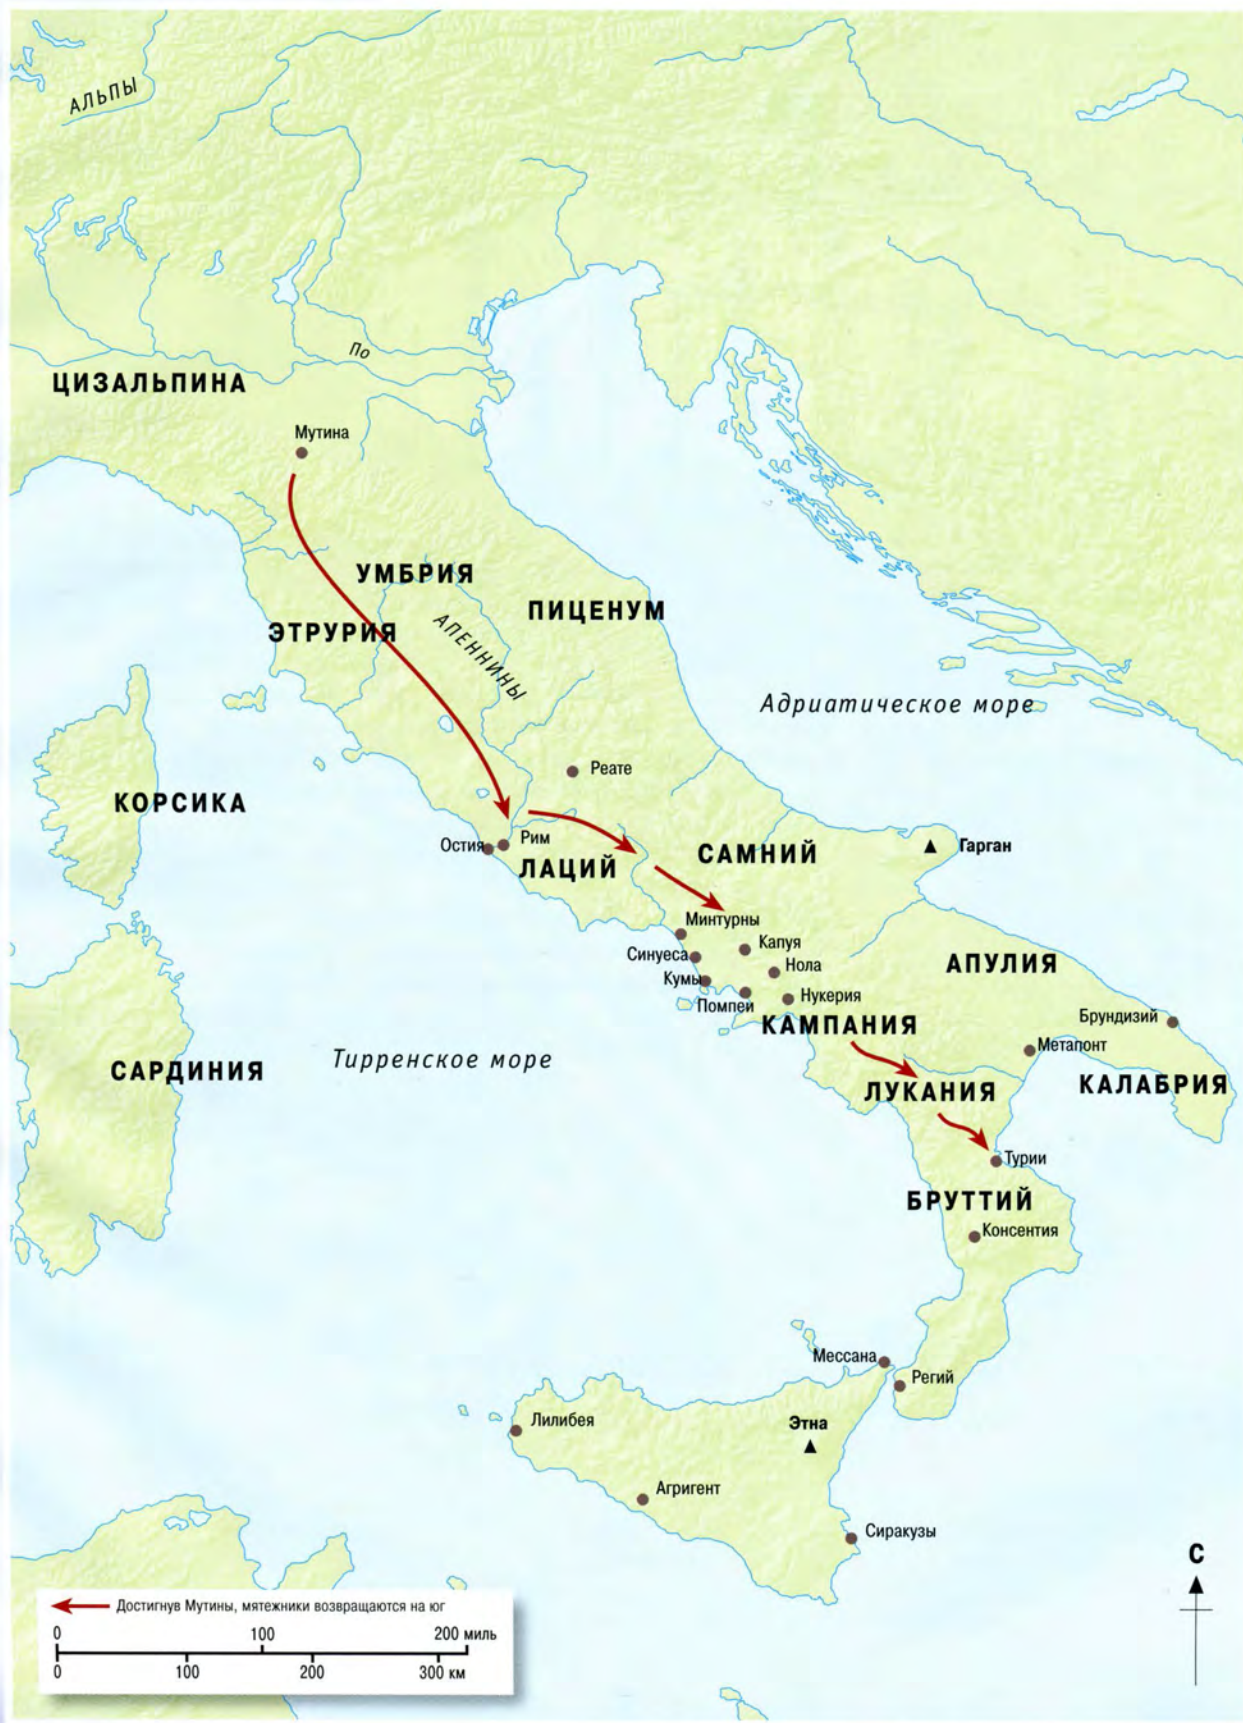 АЛЬПЫ
По
ЦИЗАЛЬПИНА
Мутина
УМБРИЯ
ПИЦЕНУМ
ЭТРУРИЯ
АПЕННИНЫ
Адриатическое море
Реате
КОРСИКА
Остия
Рим
ЛАЦИЙ
САМНИЙ
Гарган
Минтурны
Капуя
Синуеса
Нола
АПУЛИЯ
Кумы
Помпеи
Нукерия
Брундизий
КАМПАНИЯ
Метапонт
Тирренское море
САРДИНИЯ
ЛУКАНИЯ
КАЛАБРИЯ
Турии
БРУТТИЙ
Консентия
Мессана
Регий
Лилибея
Этна
Агригент
Сиракузы
С
Достигнув Мутины, мятежники возвращаются на юг
0 100 200 миль
0 100 200 300 км